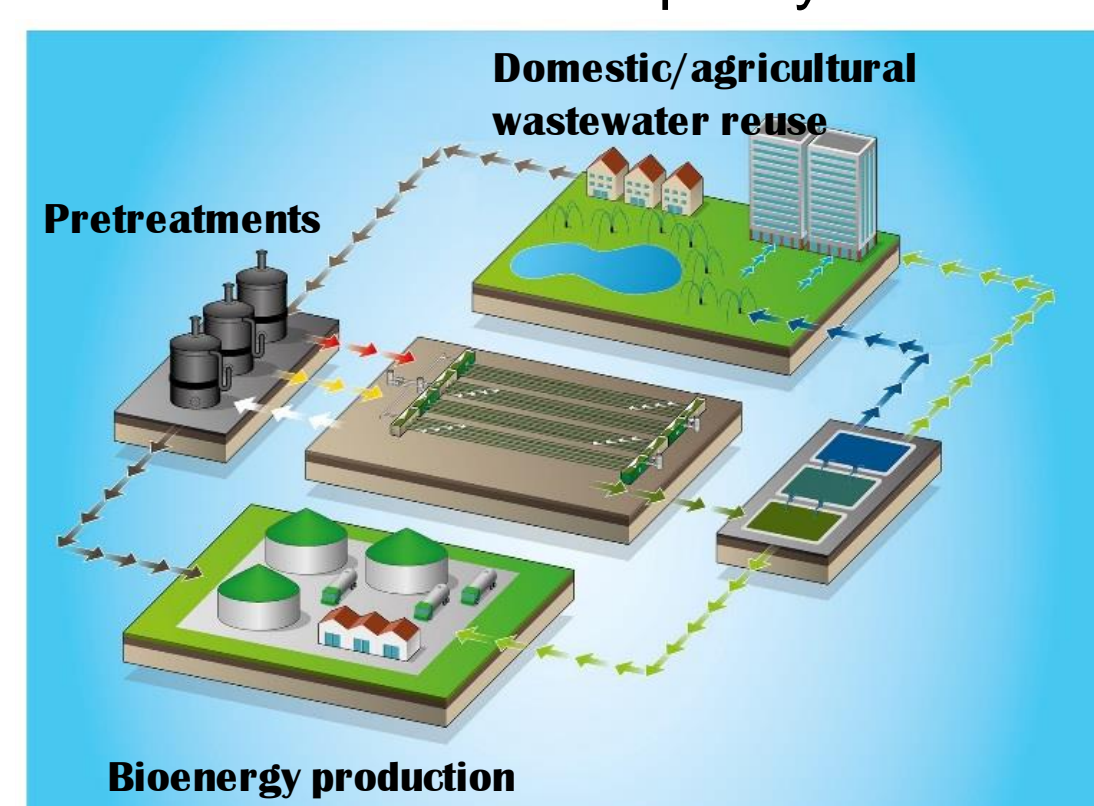 Domestic/agricultural
wastewater reuse
Pretreatments
Bioenergy production